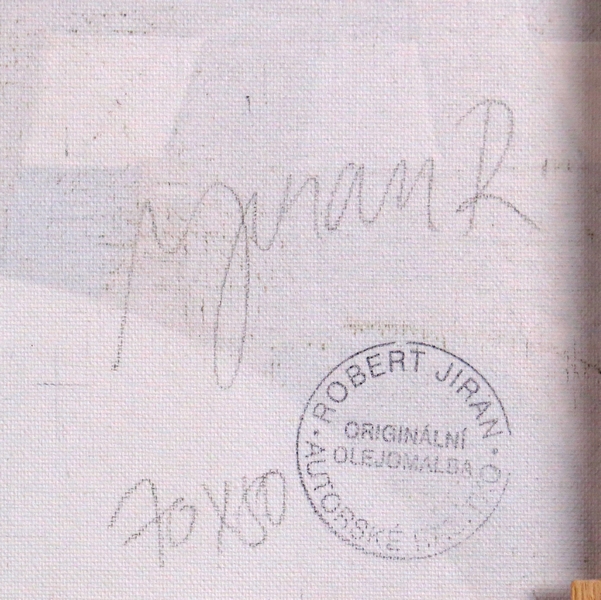 Jiran R
ROBERT JIRAN
ORIGINÁLNÍ
OLEJOMALBA
AUTORSKÉ
70X50